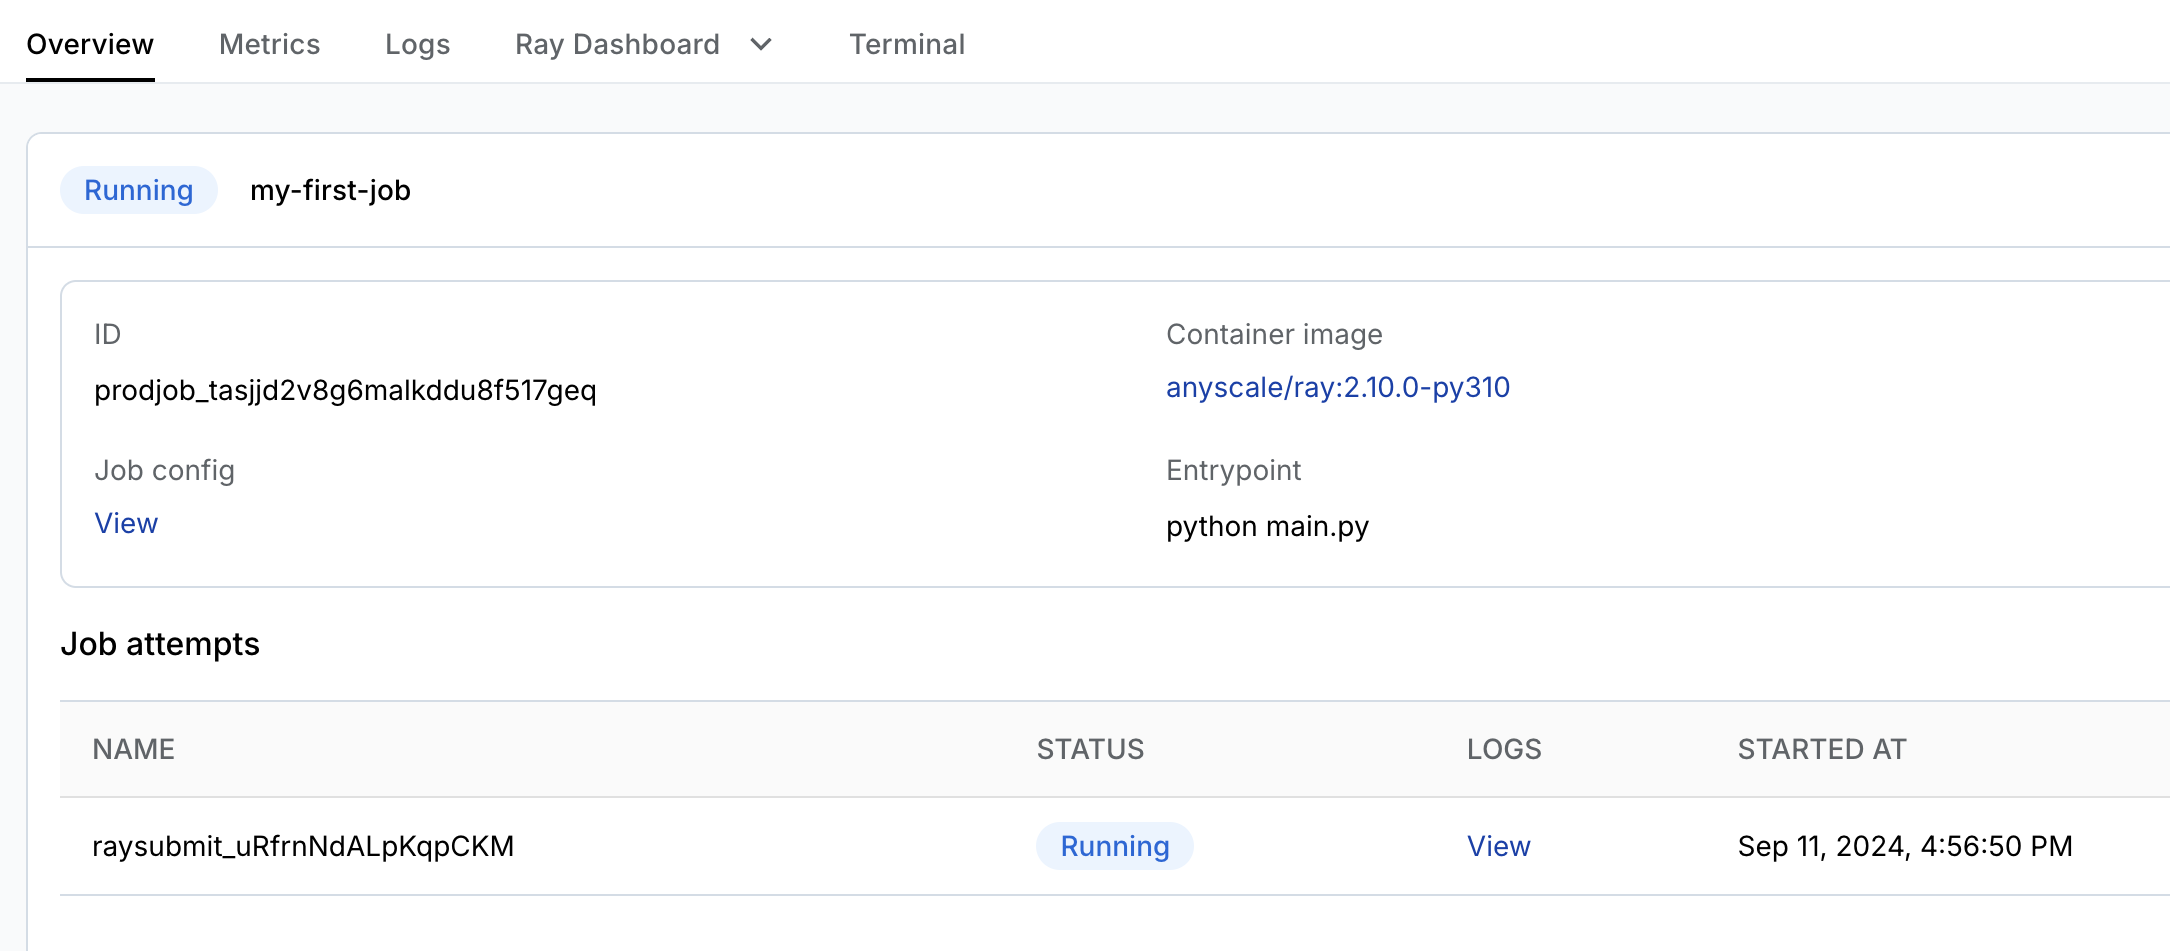 Overview Metrics Logs Ray Dashboard Terminal
Running my-first-job
ID Container image
prodjob_tasjjd2v8g6malkddu8f517geq anyscale/ray:2.10.0-py310
Job config Entrypoint
View python main.py
Job attempts
NAME STATUS LOGS STARTED AT
raysubmit_uRfrnNdALpKqpCKM Running View Sep 11, 2024, 4:56:50 PM